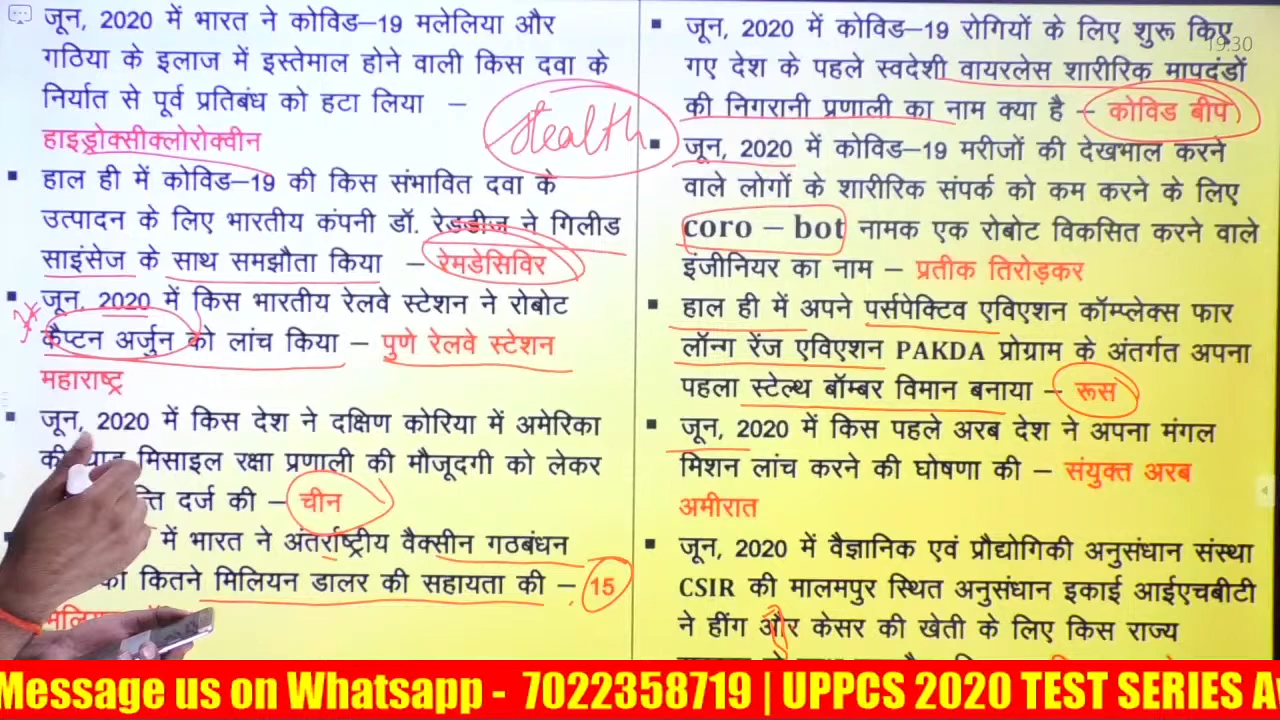 जून, 2020 में भारत ने कोविड–19 मलेलिया और
गठिया के इलाज में इस्तेमाल होने वाली किस दवा के
निर्यात से पूर्व प्रतिबंध को हटा लिया –
हाइड्रोक्सीक्लोरोक्वीन
stealth
हाल ही में कोविड–19 की किस संभावित दवा के
उत्पादन के लिए भारतीय कंपनी डॉ. रेडडीज ने गिलीड
साइंसेज के साथ समझौता किया – रेमडेसिविर
जून, 2020 में किस भारतीय रेलवे स्टेशन ने रोबोट
कैप्टन अर्जुन को लांच किया – पुणे रेलवे स्टेशन
महाराष्ट्र
जून, 2020 में किस देश ने दक्षिण कोरिया में अमेरिका
की मिसाइल रक्षा प्रणाली की मौजूदगी को लेकर
दर्ज की – चीन
में भारत ने अंतर्राष्ट्रीय वैक्सीन गठबंधन
कितने मिलियन डालर की सहायता की – 15
जून, 2020 में कोविड–19 रोगियों के लिए शुरू किए
19:30
गए देश के पहले स्वदेशी वायरलेस शारीरिक मापदंडों
की निगरानी प्रणाली का नाम क्या है – कोविड बीप
जून, 2020 में कोविड–19 मरीजों की देखभाल करने
वाले लोगों के शारीरिक संपर्क को कम करने के लिए
coro – bot नामक एक रोबोट विकसित करने वाले
इंजीनियर का नाम – प्रतीक तिरोड़कर
हाल ही में अपने पर्सपेक्टिव एविएशन कॉम्लेक्स फार
लॉन्ग रेंज एविएशन PAKDA प्रोग्राम के अंतर्गत अपना
पहला स्टेल्थ बॉम्बर विमान बनाया – रूस
जून, 2020 में किस पहले अरब देश ने अपना मंगल
मिशन लांच करने की घोषणा की – संयुक्त अरब
अमीरात
जून, 2020 में वैज्ञानिक एवं प्रौद्योगिकी अनुसंधान संस्था
CSIR की मालमपुर स्थित अनुसंधान इकाई आईएचबीटी
ने हींग और केसर की खेती के लिए किस राज्य
Message us on Whatsapp - 7022358719 | UPPCS 2020 TEST SERIES Av